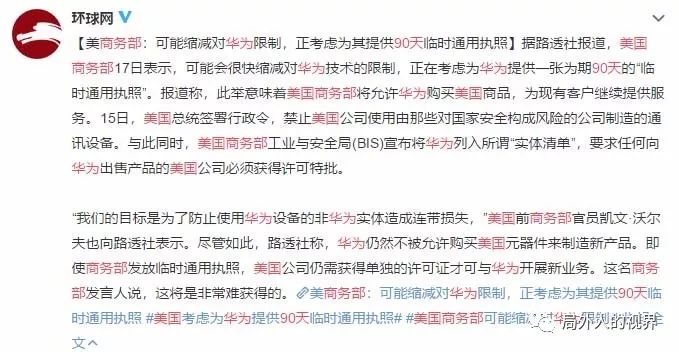 环球网
【美商务部：可能缩减对华为限制，正考虑为其提供90天临时通用执照】据路透社报道，美国
商务部17日表示，可能会很快缩减对华为技术的限制，正在考虑为华为提供一张为期90天的“临
时通用执照”。报道称，此举意味着美国商务部将允许华为购买美国商品，为现有客户继续提供服
务。15日，美国总统签署行政令，禁止美国公司使用由那些对国家安全构成风险的公司制造的通
讯设备。与此同时，美国商务部工业与安全局(BIS)宣布将华为列入所谓“实体清单”，要求任何向
华为出售产品的美国公司必须获得许可特批。
“我们的目标是为了防止使用华为设备的非华为实体造成连带损失，”美国前商务部官员凯文·沃尔
夫也向路透社表示。尽管如此，路透社称，华为仍然不被允许购买美国元器件来制造新产品。即
使商务部发放临时通用执照，美国公司仍需获得单独的许可证才可与华为开展新业务。这名商务
部发言人说，这将是非常难获得的。美商务部：可能缩减对华为限制，正考虑为其提供90天临
时通用执照 #美国考虑为华为提供90天临时通用执照# #美国商务部可能缩减对华为限制
文
局外人的视界